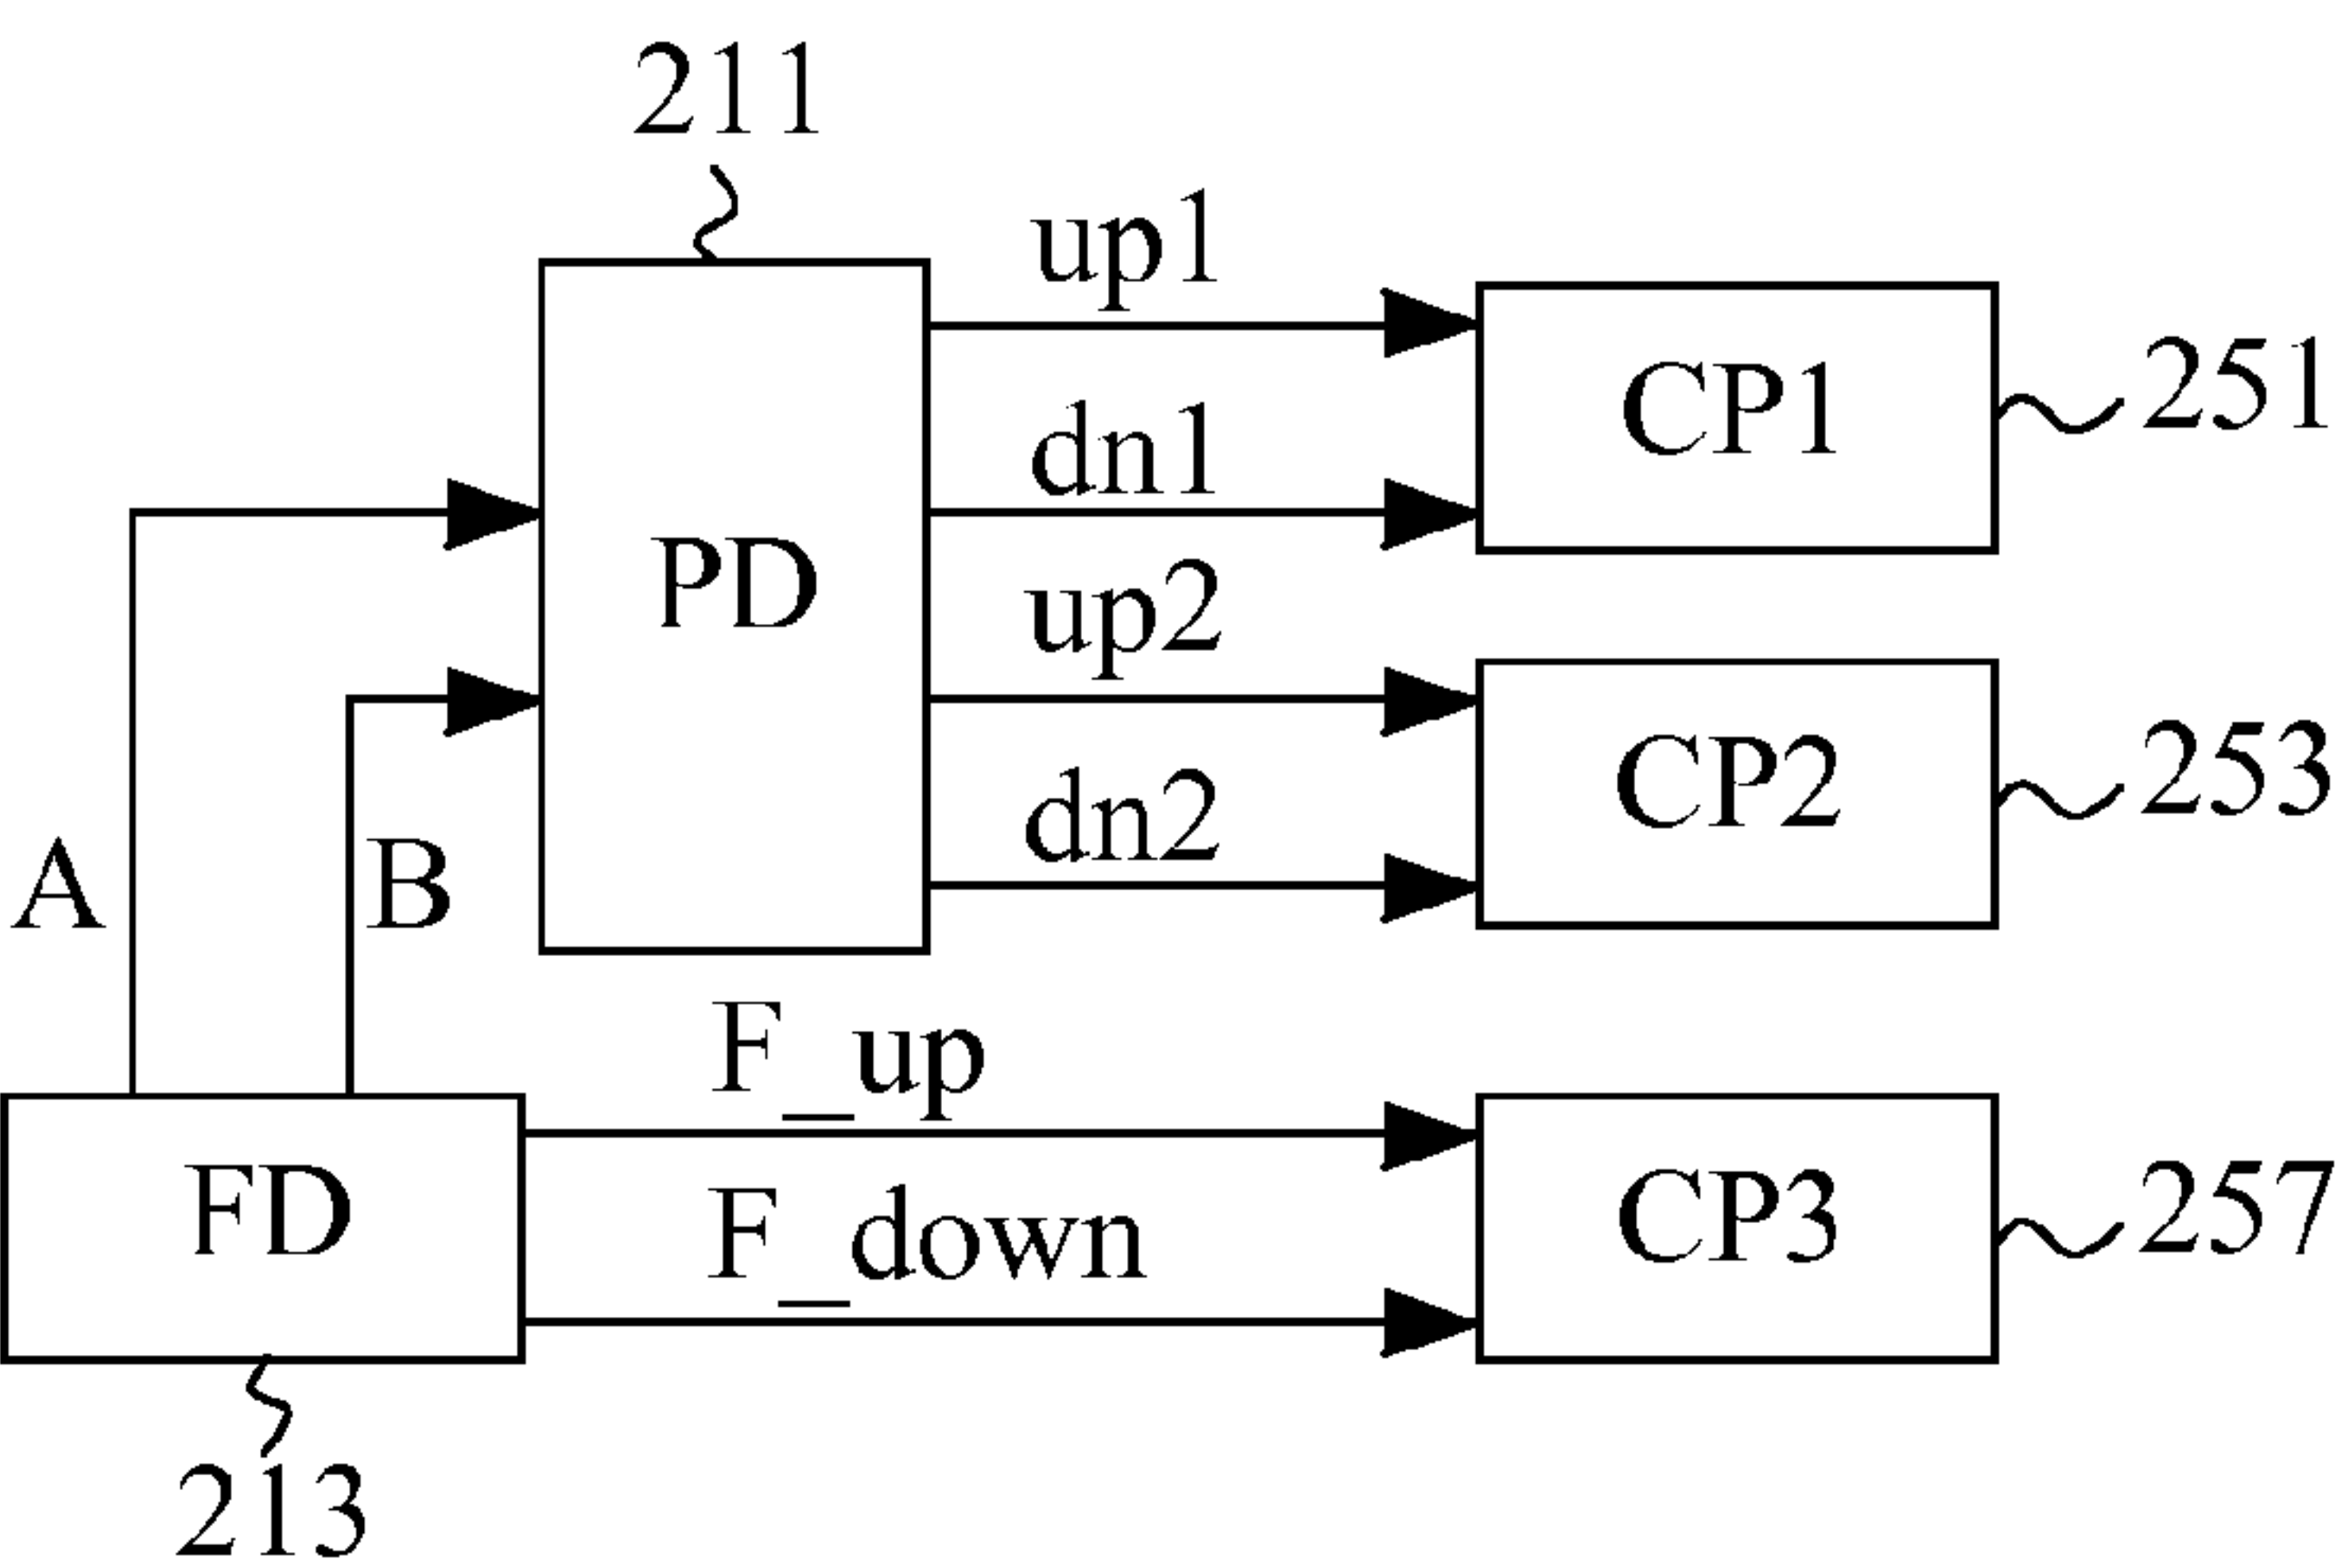 211
up1
CP1
251
dn1
PD
up2
CP2
253
dn2
A
B
F_up
FD
CP3
257
F_down
213